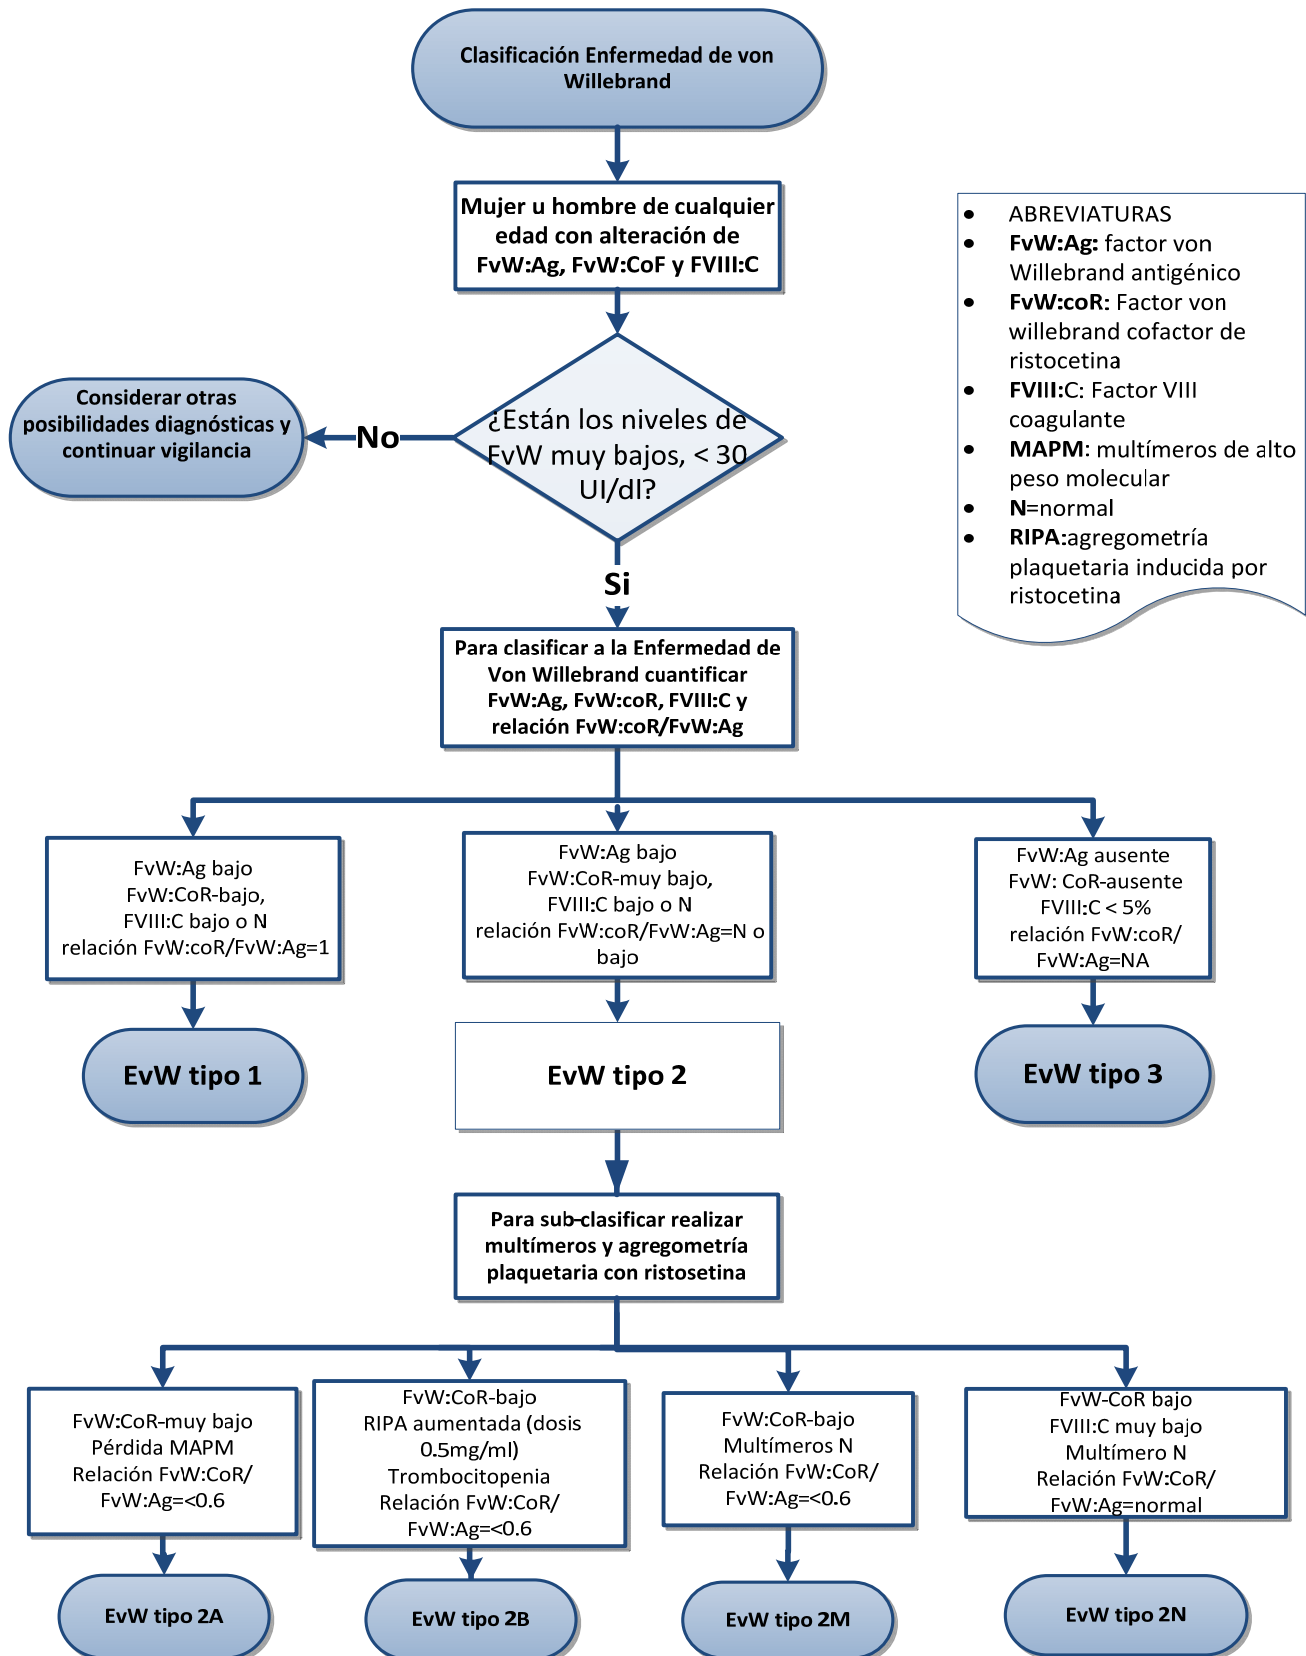 Clasificación Enfermedad de von
Willebrand
Mujer u hombre de cualquier
edad con alteración de
FvW:Ag, FvW:CoF y FVIII:C
• ABREVIATURAS
• FvW:Ag: factor von
Willebrand antigénico
• FvW:coR: Factor von
willebrand cofactor de
ristocetina
• FVIII:C: Factor VIII
coagulante
• MAPM: multímeros de alto
peso molecular
• N=normal
• RIPA:agregometría
plaquetaria inducida por
ristocetina
¿Están los niveles de
FvW muy bajos, < 30
UI/dl?
No
Considerar otras
posibilidades diagnósticas y
continuar vigilancia
Si
Para clasificar a la Enfermedad de
Von Willebrand cuantificar
FvW:Ag, FvW:coR, FVIII:C y
relación FvW:coR/FvW:Ag
FvW:Ag bajo
FvW:CoR-bajo,
FVIII:C bajo o N
relación FvW:coR/FvW:Ag=1
FvW:Ag bajo
FvW:CoR-muy bajo,
FVIII:C bajo o N
relación FvW:coR/FvW:Ag=N o
bajo
FvW:Ag ausente
FvW: CoR-ausente
FVIII:C < 5%
relación FvW:coR/
FvW:Ag=NA
EvW tipo 1
EvW tipo 2
EvW tipo 3
Para sub-clasificar realizar
multímeros y agregometría
plaquetaria con ristosetina
FvW:CoR-muy bajo
Pérdida MAPM
Relación FvW:CoR/
FvW:Ag=<0.6
FvW:CoR-bajo
RIPA aumentada (dosis
0.5mg/ml)
Trombocitopenia
Relación FvW:CoR/
FvW:Ag=<0.6
FvW:CoR-bajo
Multímeros N
Relación FvW:CoR/
FvW:Ag=<0.6
FvW-CoR bajo
FVIII:C muy bajo
Multímero N
Relación FvW:CoR/
FvW:Ag=normal
EvW tipo 2A
EvW tipo 2B
EvW tipo 2M
EvW tipo 2N